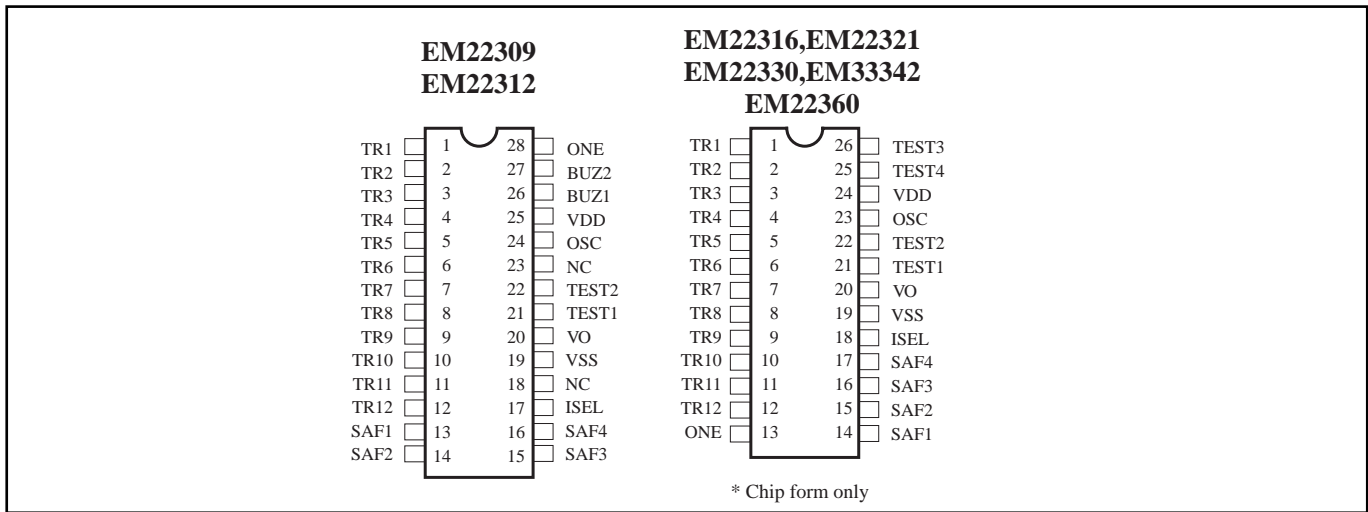 EM22309
EM22312
TR1 1 28 ONE
TR2 2 27 BUZ2
TR3 3 26 BUZ1
TR4 4 25 VDD
TR5 5 24 OSC
TR6 6 23 NC
TR7 7 22 TEST2
TR8 8 21 TEST1
TR9 9 20 VO
TR10 10 19 VSS
TR11 11 18 NC
TR12 12 17 ISEL
SAF1 13 16 SAF4
SAF2 14 15 SAF3
EM22316,EM22321
EM22330,EM33342
EM22360
TR1 1 26 TEST3
TR2 2 25 TEST4
TR3 3 24 VDD
TR4 4 23 OSC
TR5 5 22 TEST2
TR6 6 21 TEST1
TR7 7 20 VO
TR8 8 19 VSS
TR9 9 18 ISEL
TR10 10 17 SAF4
TR11 11 16 SAF3
TR12 12 15 SAF2
ONE 13 14 SAF1
* Chip form only